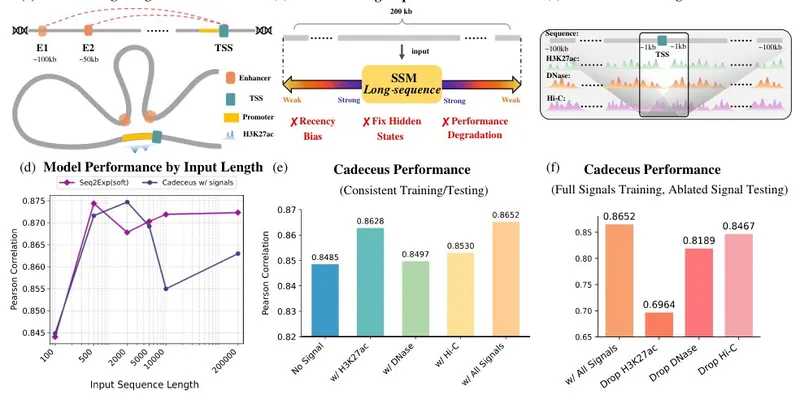 E1
E2
TSS
~100kb
~50kb
Enhancer
TSS
Promoter
H3K27ac
200 kb
input
SSM
Long-sequence
Weak
Strong
Strong
Weak
✗Recency
Bias
✗Fix Hidden
States
✗Performance
Degradation
Sequence:
~100kb
~1kb
~1kb
~100kb
TSS
H3K27ac:
DNase:
Hi-C:
(d) Model Performance by Input Length
Seq2Exp(soft)
Cadeceus w/ signals
Pearson Correlation
0.875
0.870
0.865
0.860
0.855
0.850
0.845
100
500
2000
5000
10000
200000
Input Sequence Length
(e) Cadeceus Performance
(Consistent Training/Testing)
Pearson Correlation
0.87
0.86
0.85
0.84
0.83
0.82
0.8485
0.8628
0.8497
0.8530
0.8652
No Signal
w/ H3K27ac
w/ DNase
w/ Hi-C
w/ All Signals
(f) Cadeceus Performance
(Full Signals Training, Ablated Signal Testing)
0.85
0.80
0.75
0.70
0.65
0.8652
0.6964
0.8189
0.8467
w/ All Signals
Drop H3K27ac
Drop DNase
Drop Hi-C